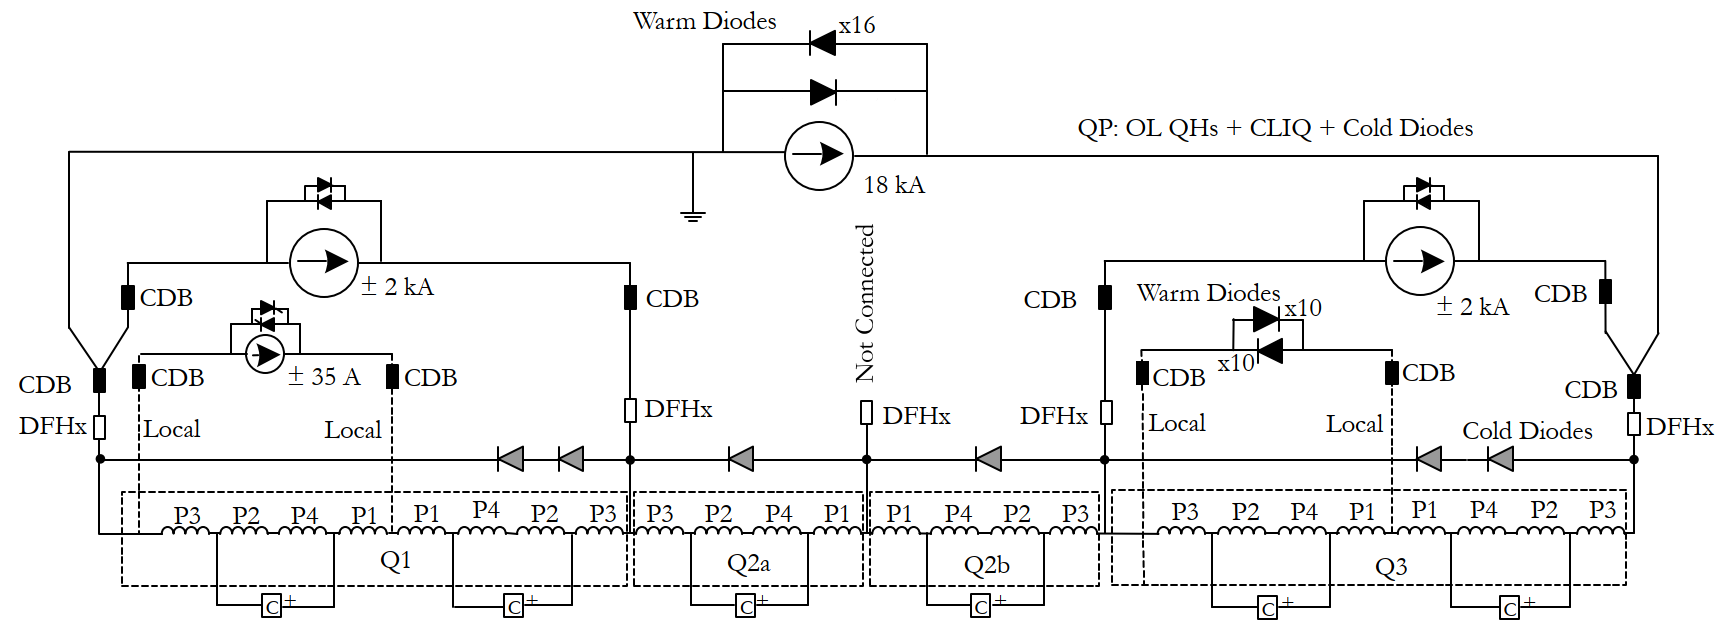 Warm Diodes
x16
QP: OL QHs + CLIQ + Cold Diodes
18 kA
Not Connected
± 2 kA
± 2 kA
CDB
CDB
CDB
Warm Diodes
x10
CDB
± 35 A
x10
CDB
CDB
CDB
CDB
CDB
CDB
DFHx
DFHx
DFHx
DFHx
DFHx
Local
Local
Local
Local
Cold Diodes
P3 P2 P4 P1 P1 P4 P2 P3 P3 P2 P4 P1 P1 P4 P2 P3 P3 P2 P4 P1 P1 P4 P2 P3
Q1
Q2a
Q2b
Q3
C + C + C + C + C + C +